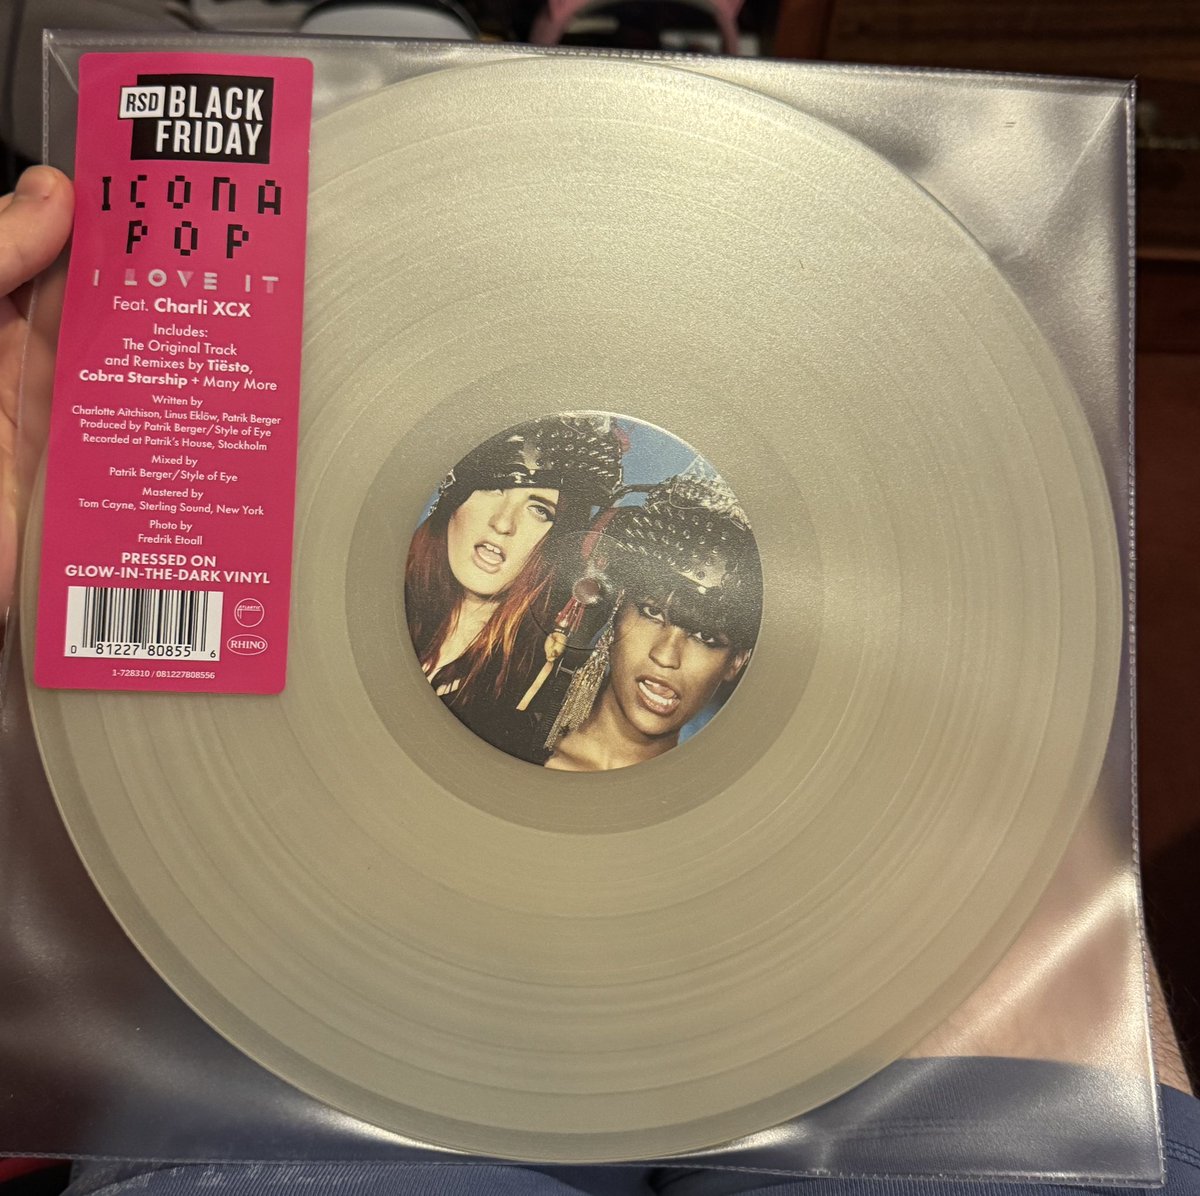 RSD BLACK
FRIDAY
ICONA
POP
I LOVE IT
Feat. Charli XCX
Includes:
The Original Track
and Remixes by Tiësto,
Cobra Starship + Many More
Written by
Charlotte Aitchison, Linus Eklöw, Patrik Berger
Produced by Patrik Berger/Style of Eye
Recorded at Patrik's House, Stockholm
Mixed by
Patrik Berger/Style of Eye
Mastered by
Tom Cayne, Sterling Sound, New York
Photo by
Fredrik Etoall
PRESSED ON
GLOW-IN-THE-DARK VINYL
ATLANTIC
0 81227 80855 6
RHINO
1-728310 / 081227808556